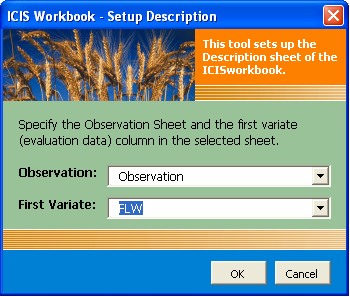 ICIS Workbook - Setup Description
This tool sets up the
Description sheet of the
ICISworkbook.
Specify the Observation Sheet and the first variate
(evaluation data) column in the selected sheet.
Observation: Observation
First Variate: FLW
OK Cancel